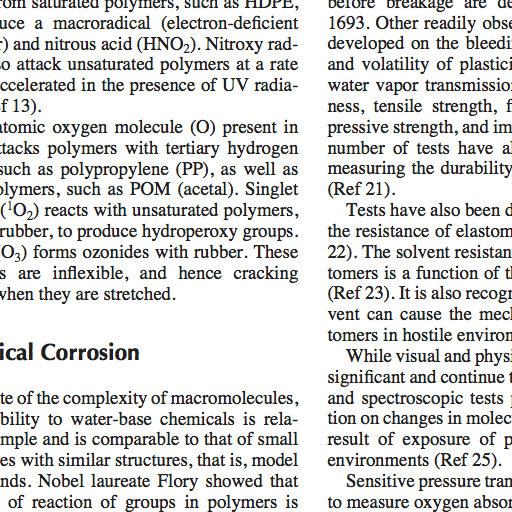 from saturated polymers, such as HDPE,
uce a macroradical (electron-deficient
r) and nitrous acid (HNO₂). Nitroxy rad-
so attack unsaturated polymers at a rate
accelerated in the presence of UV radia-
f 13).
atomic oxygen molecule (O) present in
ttacks polymers with tertiary hydrogen
such as polypropylene (PP), as well as
olymers, such as POM (acetal). Singlet
(¹O₂) reacts with unsaturated polymers,
rubber, to produce hydroperoxy groups.
(O₃) forms ozonides with rubber. These
s are inflexible, and hence cracking
when they are stretched.
ical Corrosion
te of the complexity of macromolecules,
bility to water-base chemicals is rela-
mple and is comparable to that of small
es with similar structures, that is, model
nds. Nobel laureate Flory showed that
of reaction of groups in polymers is
before breakage are de
1693. Other readily obse
developed on the bleedi
and volatility of plastici
water vapor transmission
ness, tensile strength, f
pressive strength, and im
number of tests have al
measuring the durability
(Ref 21).
Tests have also been d
the resistance of elastom
22). The solvent resistan
tomers is a function of th
(Ref 23). It is also recogn
vent can cause the mech
tomers in hostile environ
While visual and physi
significant and continue t
and spectroscopic tests p
tion on changes in molecu
result of exposure of p
environments (Ref 25).
Sensitive pressure tran
to measure oxygen absor